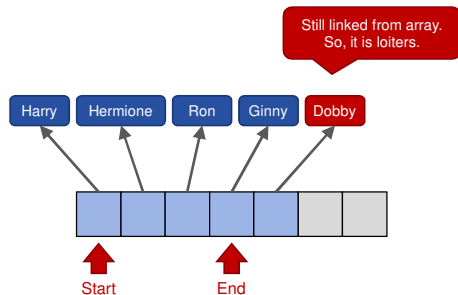 Still linked from array.
So, it is loiters.
Harry
Hermione
Ron
Ginny
Dobby
Start
End